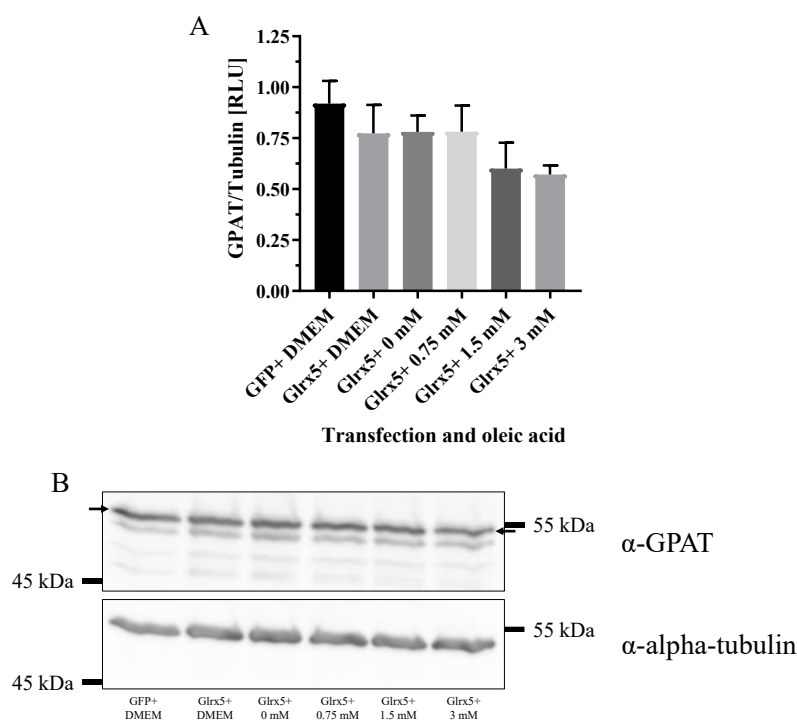 A
GPAT/Tubulin [RLU]
1.25
1.00
0.75
0.50
0.25
0.00
GFP+ DMEM
Glrx5+ DMEM
Glrx5+ 0 mM
Glrx5+ 0.75 mM
Glrx5+ 1.5 mM
Glrx5+ 3 mM
Transfection and oleic acid
B
55 kDa
α-GPAT
45 kDa
55 kDa
α-alpha-tubulin
45 kDa
GFP+ Glrx5+ Glrx5+ Glrx5+ Glrx5+ Glrx5+
DMEM DMEM 0 mM 0.75 mM 1.5 mM 3 mM